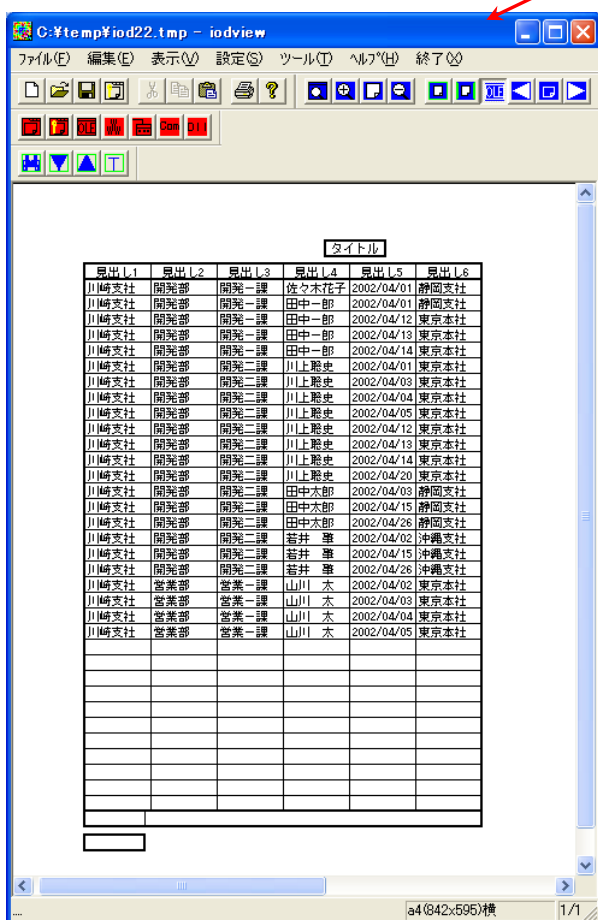 C:¥temp¥iod22.tmp - iodview
ファイル(F) 編集(E) 表示(V) 設定(S) ツール(T) ヘルプ(H) 終了(X)
OLE
OLE Com Dll
T
タイトル
見出し1 見出し2 見出し3 見出し4 見出し5 見出し6
川崎支社 開発部 開発一課 佐々木花子 2002/04/01 静岡支社
川崎支社 開発部 開発一課 田中一郎 2002/04/01 静岡支社
川崎支社 開発部 開発一課 田中一郎 2002/04/12 東京本社
川崎支社 開発部 開発一課 田中一郎 2002/04/13 東京本社
川崎支社 開発部 開発一課 田中一郎 2002/04/14 東京本社
川崎支社 開発部 開発二課 川上聡史 2002/04/01 東京本社
川崎支社 開発部 開発二課 川上聡史 2002/04/03 東京本社
川崎支社 開発部 開発二課 川上聡史 2002/04/04 東京本社
川崎支社 開発部 開発二課 川上聡史 2002/04/05 東京本社
川崎支社 開発部 開発二課 川上聡史 2002/04/12 東京本社
川崎支社 開発部 開発二課 川上聡史 2002/04/13 東京本社
川崎支社 開発部 開発二課 川上聡史 2002/04/14 東京本社
川崎支社 開発部 開発二課 川上聡史 2002/04/20 東京本社
川崎支社 開発部 開発二課 田中太郎 2002/04/03 静岡支社
川崎支社 開発部 開発二課 田中太郎 2002/04/15 静岡支社
川崎支社 開発部 開発二課 田中太郎 2002/04/26 静岡支社
川崎支社 開発部 開発二課 若井 肇 2002/04/02 沖縄支社
川崎支社 開発部 開発二課 若井 肇 2002/04/15 沖縄支社
川崎支社 開発部 開発二課 若井 肇 2002/04/26 沖縄支社
川崎支社 営業部 営業一課 山川 太 2002/04/02 東京本社
川崎支社 営業部 営業一課 山川 太 2002/04/03 東京本社
川崎支社 営業部 営業一課 山川 太 2002/04/04 東京本社
川崎支社 営業部 営業一課 山川 太 2002/04/05 東京本社
.... a4(842x595)横 1/1